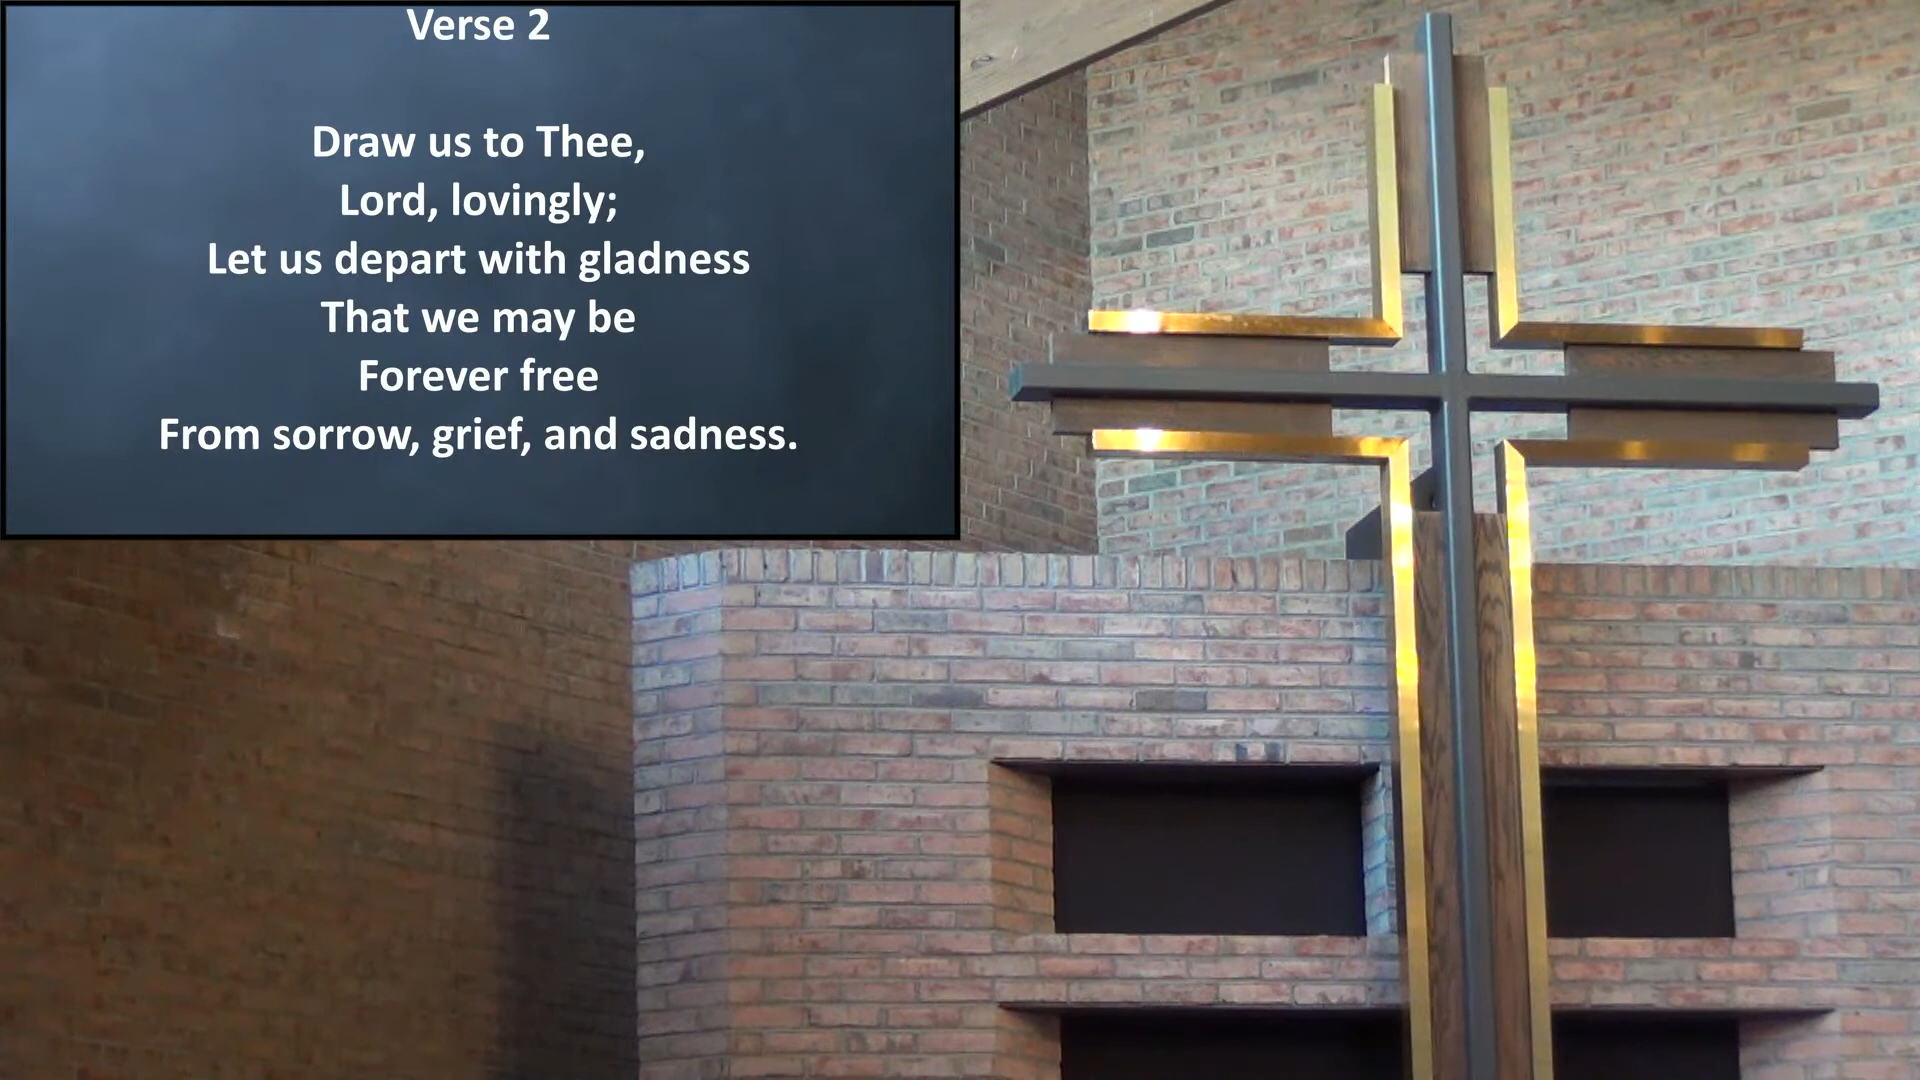 Verse 2
Draw us to Thee,
Lord, lovingly;
Let us depart with gladness
That we may be
Forever free
From sorrow, grief, and sadness.